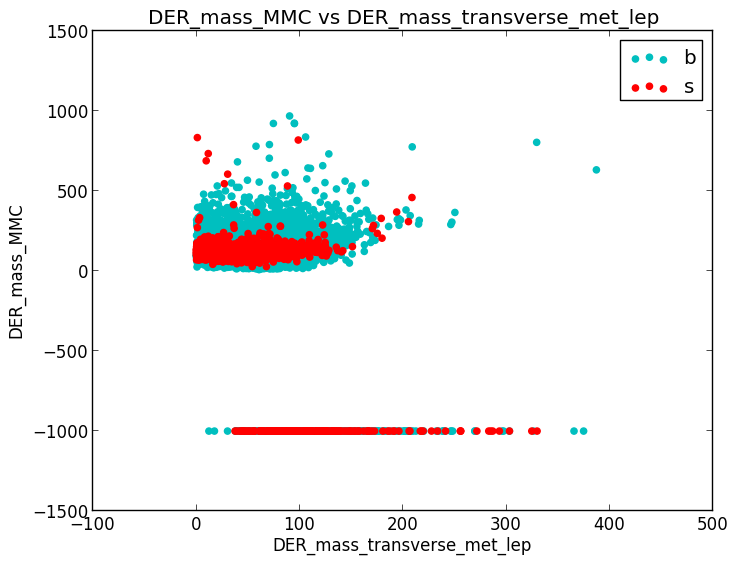 DER_mass_MMC vs DER_mass_transverse_met_lep
1500
1000
500
0
−500
−1000
−1500
DER_mass_MMC
b
s
−100
0
100
200
300
400
500
DER_mass_transverse_met_lep